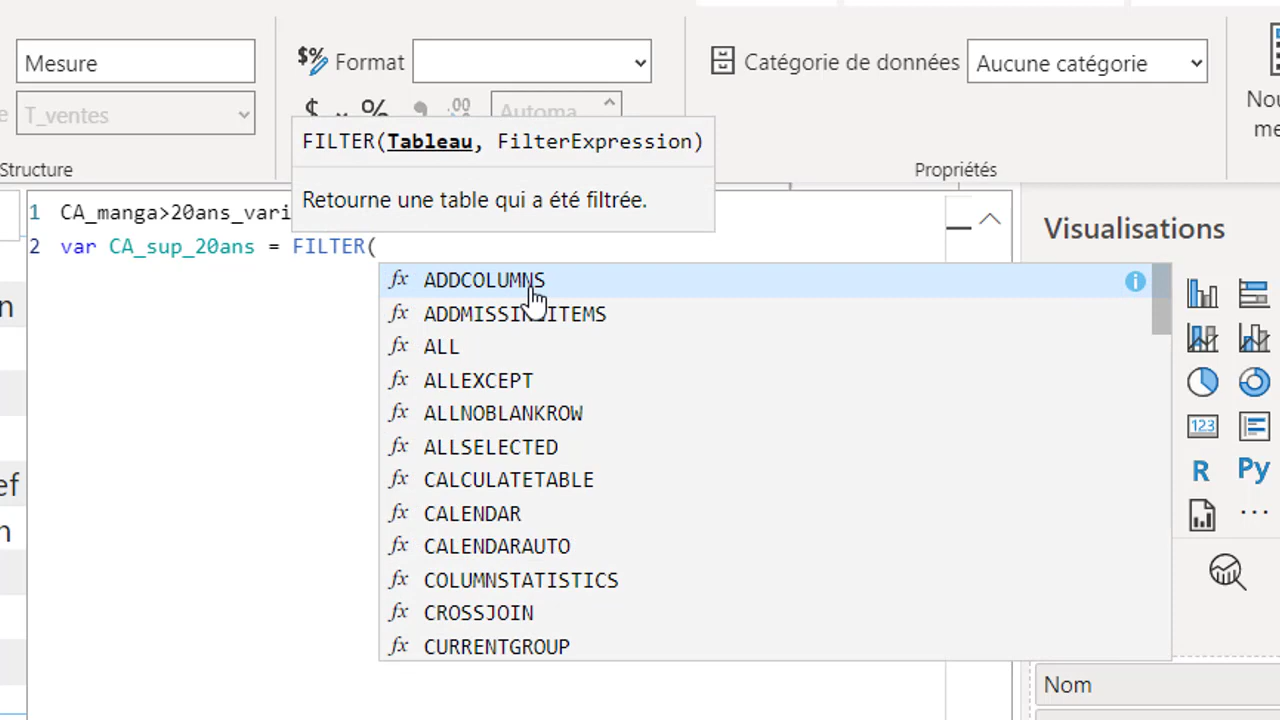 Mesure
Format
Catégorie de données
Aucune catégorie
T_ventes
$
%
Automa
FILTER(Tableau, FilterExpression)
Retourne une table qui a été filtrée.
Structure
Propriétés
1 CA_manga>20ans_vari
2 var CA_sup_20ans = FILTER(
ADDCOLUMNS
ALL
ALLEXCEPT
ALLNOBLANKROW
ALLSELECTED
CALCULATETABLE
CALENDAR
CALENDARAUTO
COLUMNSTATISTICS
CROSSJOIN
CURRENTGROUP
n
ef
n
Nou
me
Visualisations
123
R
Py
Nom